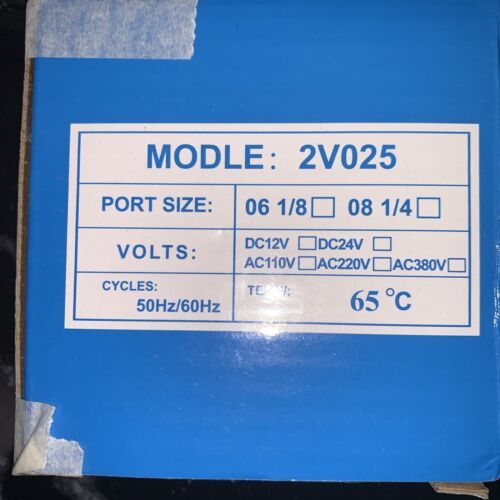 MODLE: 2V025
PORT SIZE: 06 1/8 08 1/4
VOLTS: DC12V DC24V
AC110V AC220V AC380V
CYCLES:
50Hz/60Hz
65 °C